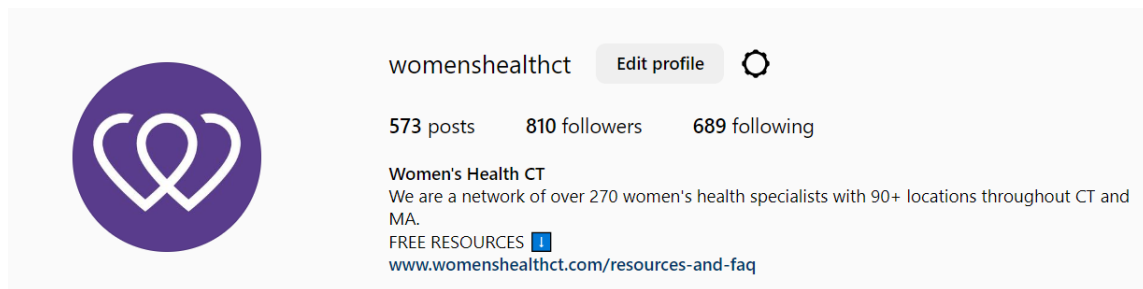 womenshealthct Edit profile
573 posts 810 followers 689 following
Women's Health CT
We are a network of over 270 women's health specialists with 90+ locations throughout CT and
MA.
FREE RESOURCES ⬇️
www.womenshealthct.com/resources-and-faq